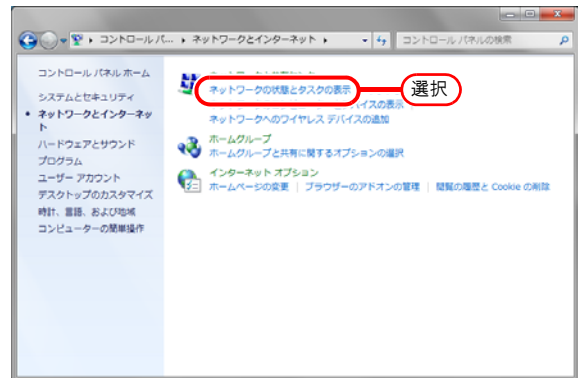 コントロール パ... ▸ ネットワークとインターネット ▸
コントロール パネルの検索
コントロール パネル ホーム
システムとセキュリティ
ネットワークとインターネッ
ト
ハードウェアとサウンド
プログラム
ユーザー アカウント
デスクトップのカスタマイズ
時計、言語、および地域
コンピューターの簡単操作
ネットワークの状態とタスクの表示
選択
バイスの表示
ネットワークへのワイヤレス デバイスの追加
ホームグループ
ホームグループと共有に関するオプションの選択
インターネット オプション
ホームページの変更 | ブラウザーのアドオンの管理 | 閲覧の履歴と Cookie の削除